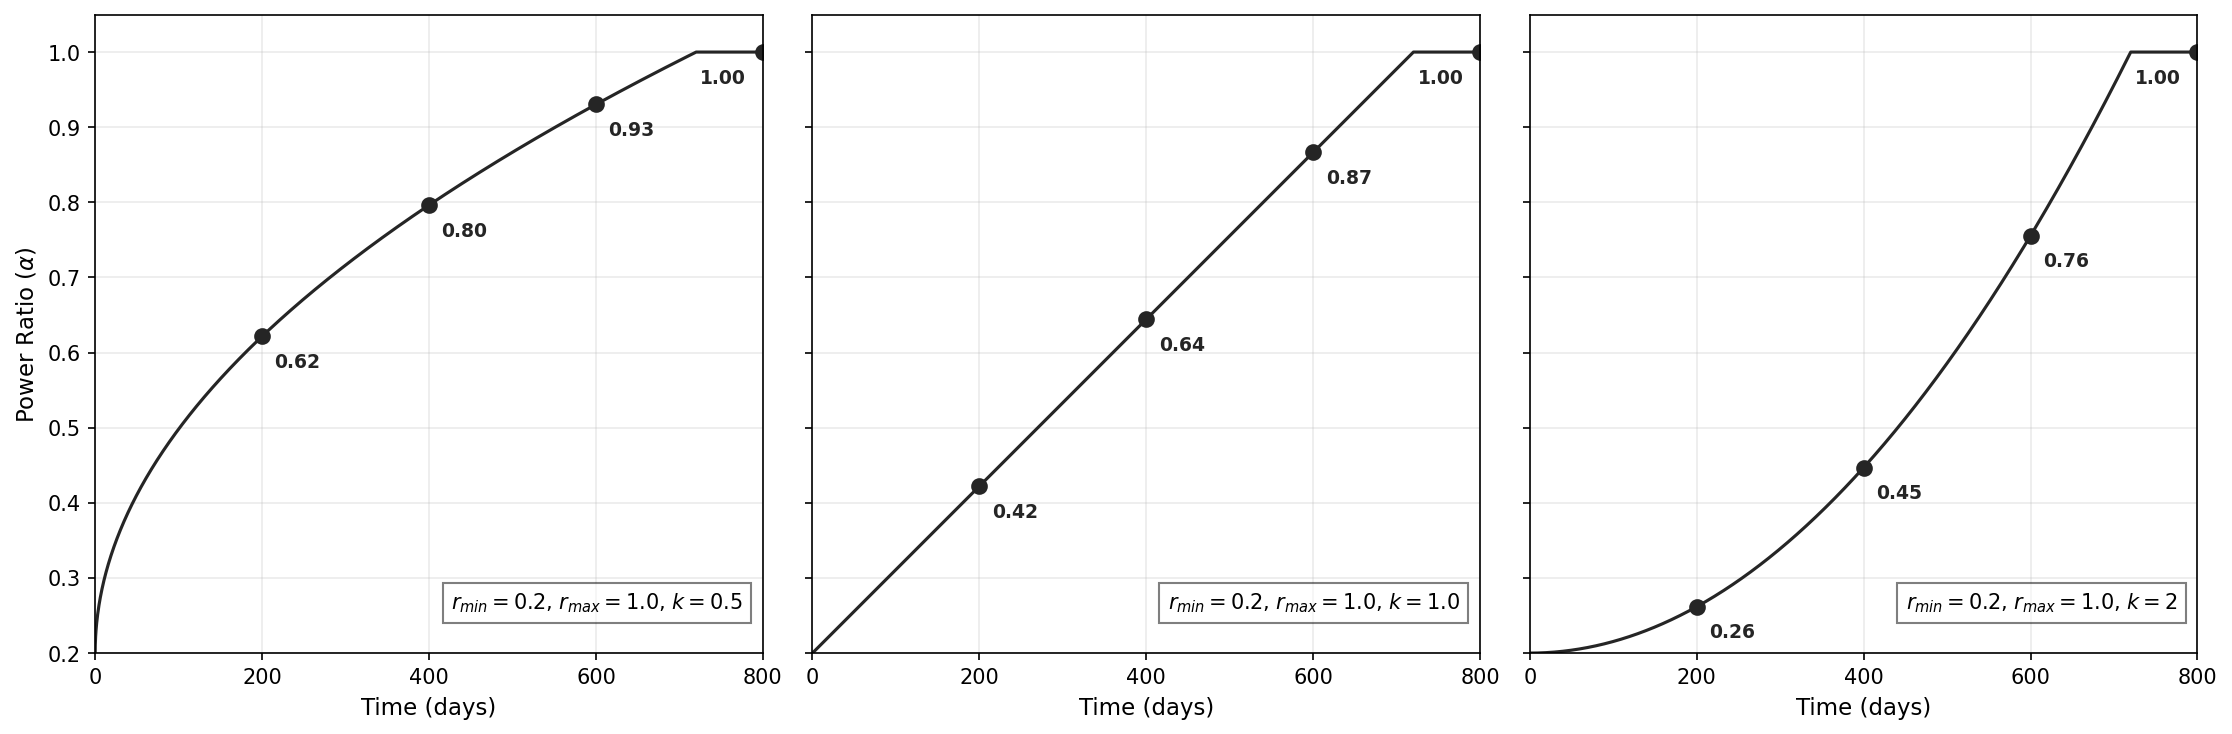 1.0
0.9
0.8
0.7
0.6
0.5
0.4
0.3
0.2
Power Ratio (α)
0.62
0.80
0.93
1.00
r_min = 0.2, r_max = 1.0, k = 0.5
0 200 400 600 800
Time (days)
0.42
0.64
0.87
1.00
r_min = 0.2, r_max = 1.0, k = 1.0
0 200 400 600 800
Time (days)
0.26
0.45
0.76
1.00
r_min = 0.2, r_max = 1.0, k = 2
0 200 400 600 800
Time (days)